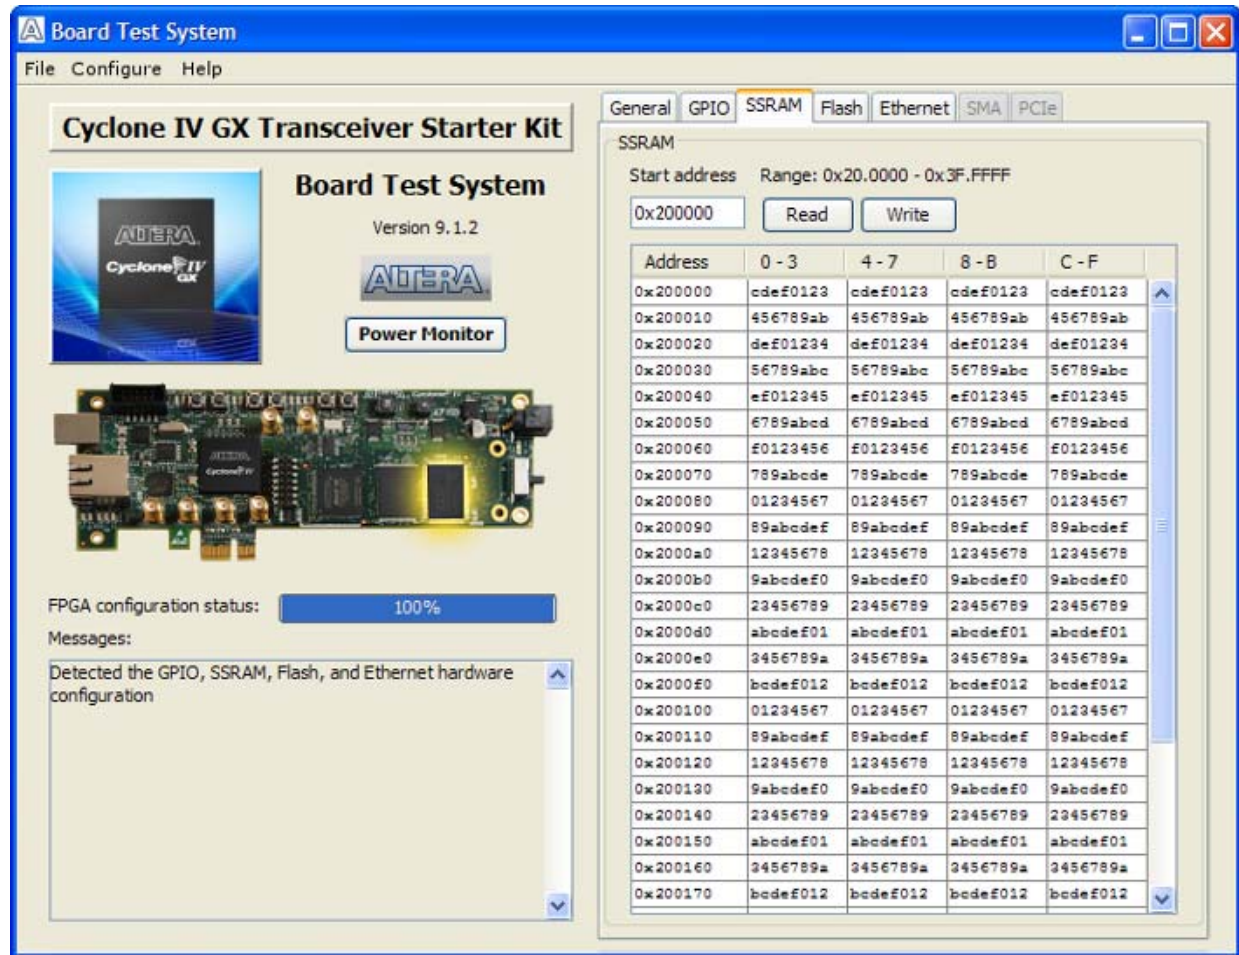 Board Test System
File Configure Help
Cyclone IV GX Transceiver Starter Kit
ALTERA
Cyclone IV
GX
Board Test System
Version 9.1.2
ALTERA
Power Monitor
FPGA configuration status: 100%
Messages:
Detected the GPIO, SSRAM, Flash, and Ethernet hardware
configuration
General GPIO SSRAM Flash Ethernet SMA PCIe
SSRAM
Start address Range: 0x20.0000 - 0x3F.FFFF
0x200000 Read Write
Address 0 - 3 4 - 7 8 - B C - F
0x200000 cdef0123 cdef0123 cdef0123 cdef0123
0x200010 456789ab 456789ab 456789ab 456789ab
0x200020 def01234 def01234 def01234 def01234
0x200030 56789abc 56789abc 56789abc 56789abc
0x200040 ef012345 ef012345 ef012345 ef012345
0x200050 6789abcd 6789abcd 6789abcd 6789abcd
0x200060 f0123456 f0123456 f0123456 f0123456
0x200070 789abcde 789abcde 789abcde 789abcde
0x200080 01234567 01234567 01234567 01234567
0x200090 89abcdef 89abcdef 89abcdef 89abcdef
0x2000a0 12345678 12345678 12345678 12345678
0x2000b0 9abcdef0 9abcdef0 9abcdef0 9abcdef0
0x2000c0 23456789 23456789 23456789 23456789
0x2000d0 abcdef01 abcdef01 abcdef01 abcdef01
0x2000e0 3456789a 3456789a 3456789a 3456789a
0x2000f0 bcdef012 bcdef012 bcdef012 bcdef012
0x200100 01234567 01234567 01234567 01234567
0x200110 89abcdef 89abcdef 89abcdef 89abcdef
0x200120 12345678 12345678 12345678 12345678
0x200130 9abcdef0 9abcdef0 9abcdef0 9abcdef0
0x200140 23456789 23456789 23456789 23456789
0x200150 abcdef01 abcdef01 abcdef01 abcdef01
0x200160 3456789a 3456789a 3456789a 3456789a
0x200170 bcdef012 bcdef012 bcdef012 bcdef012